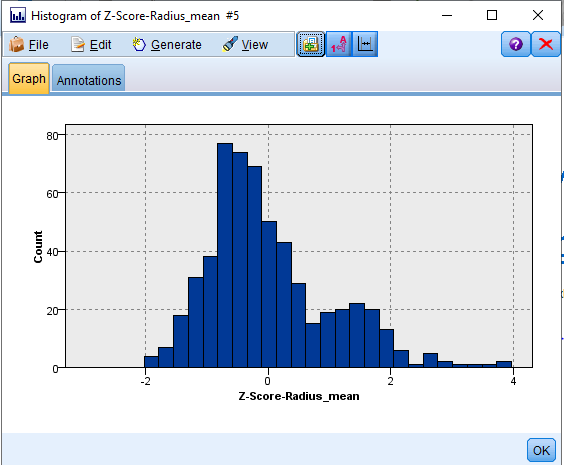 Histogram of Z-Score-Radius_mean #5
File Edit Generate View
Graph Annotations
80
60
40
20
0
Count
-2 0 2 4
Z-Score-Radius_mean
OK